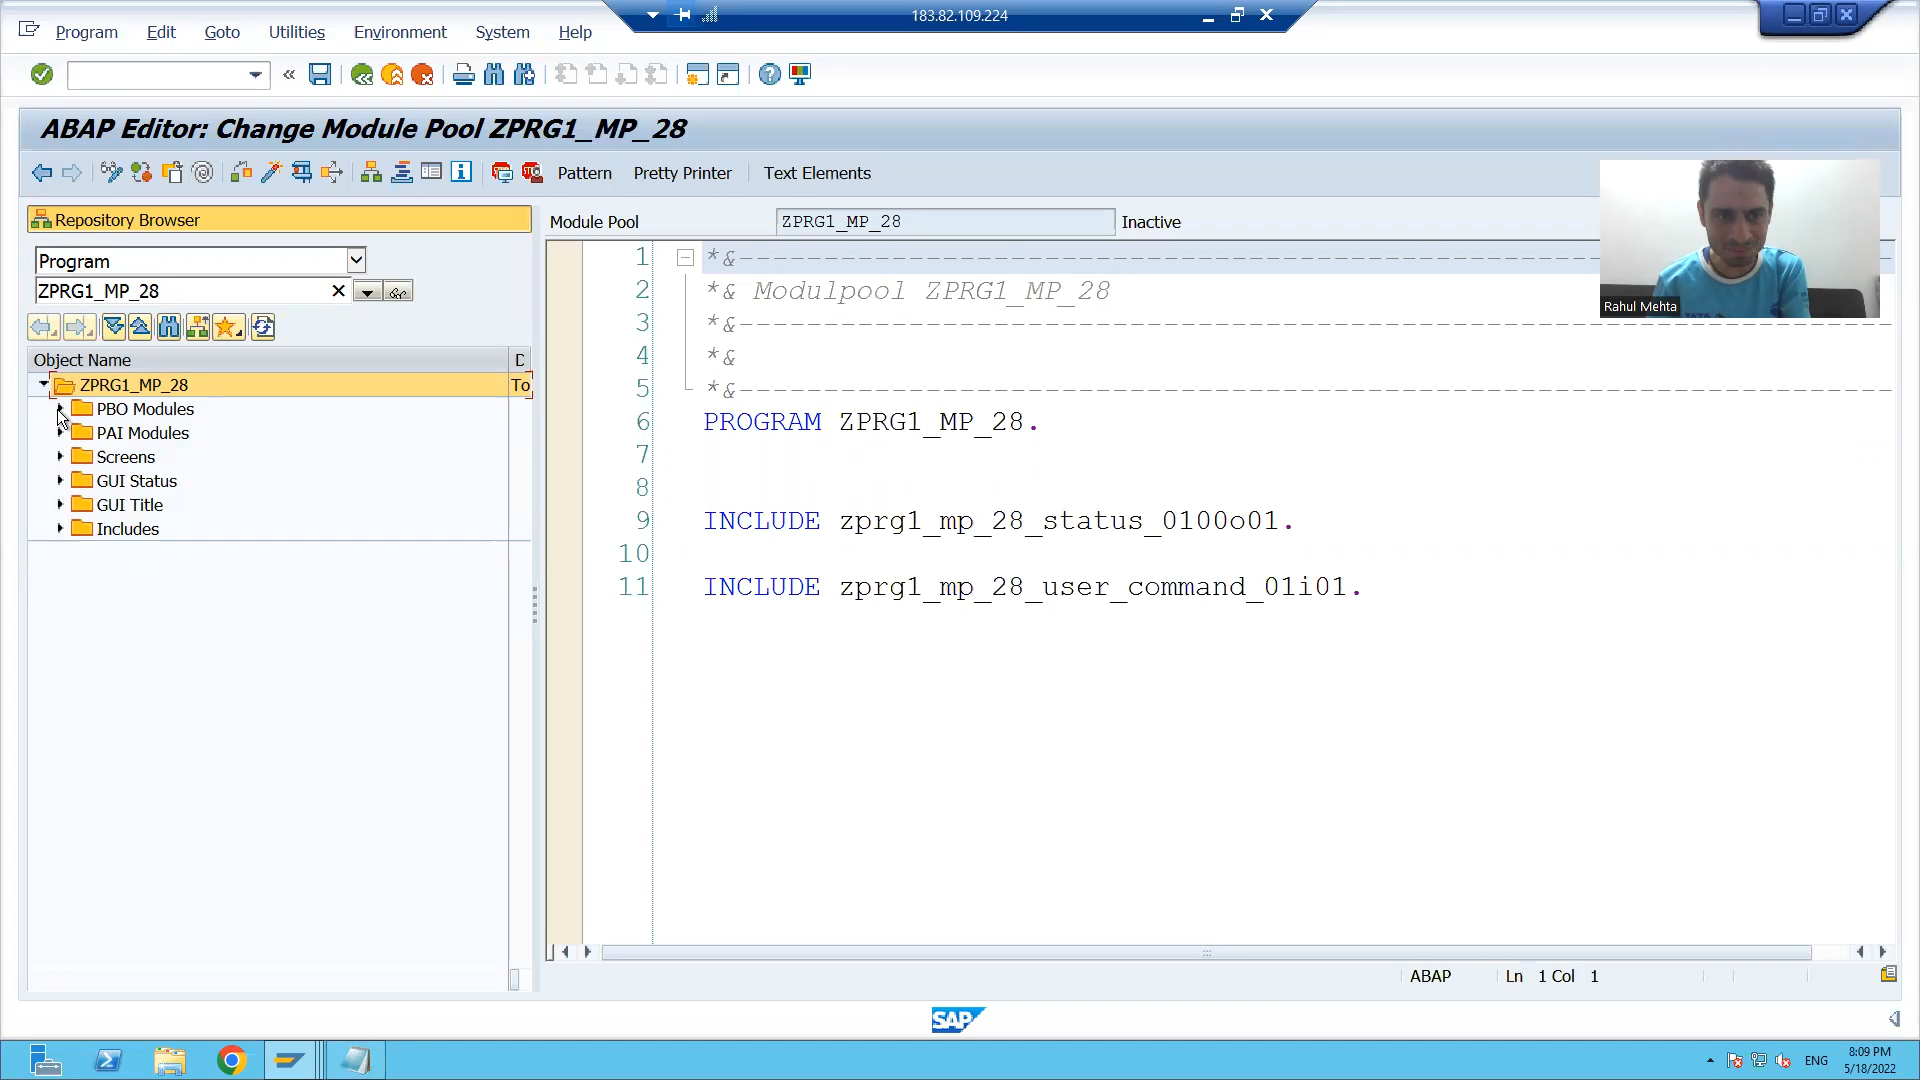 183.82.109.224
Program Edit Goto Utilities Environment System Help
ABAP Editor: Change Module Pool ZPRG1_MP_28
Pattern Pretty Printer Text Elements
Repository Browser
Module Pool ZPRG1_MP_28 Inactive
Program
ZPRG1_MP_28
Object Name D
ZPRG1_MP_28 To
PBO Modules
PAI Modules
Screens
GUI Status
GUI Title
Includes
1 *&---------------------------------------------------------------------
2 *& Modulpool ZPRG1_MP_28
3 *&---------------------------------------------------------------------
4 *&
5 *&---------------------------------------------------------------------
6 PROGRAM ZPRG1_MP_28.
7
8
9 INCLUDE zprg1_mp_28_status_0100o01.
10
11 INCLUDE zprg1_mp_28_user_command_01i01.
Rahul Mehta
ABAP Ln 1 Col 1
SAP
ENG
8:09 PM
5/18/2022